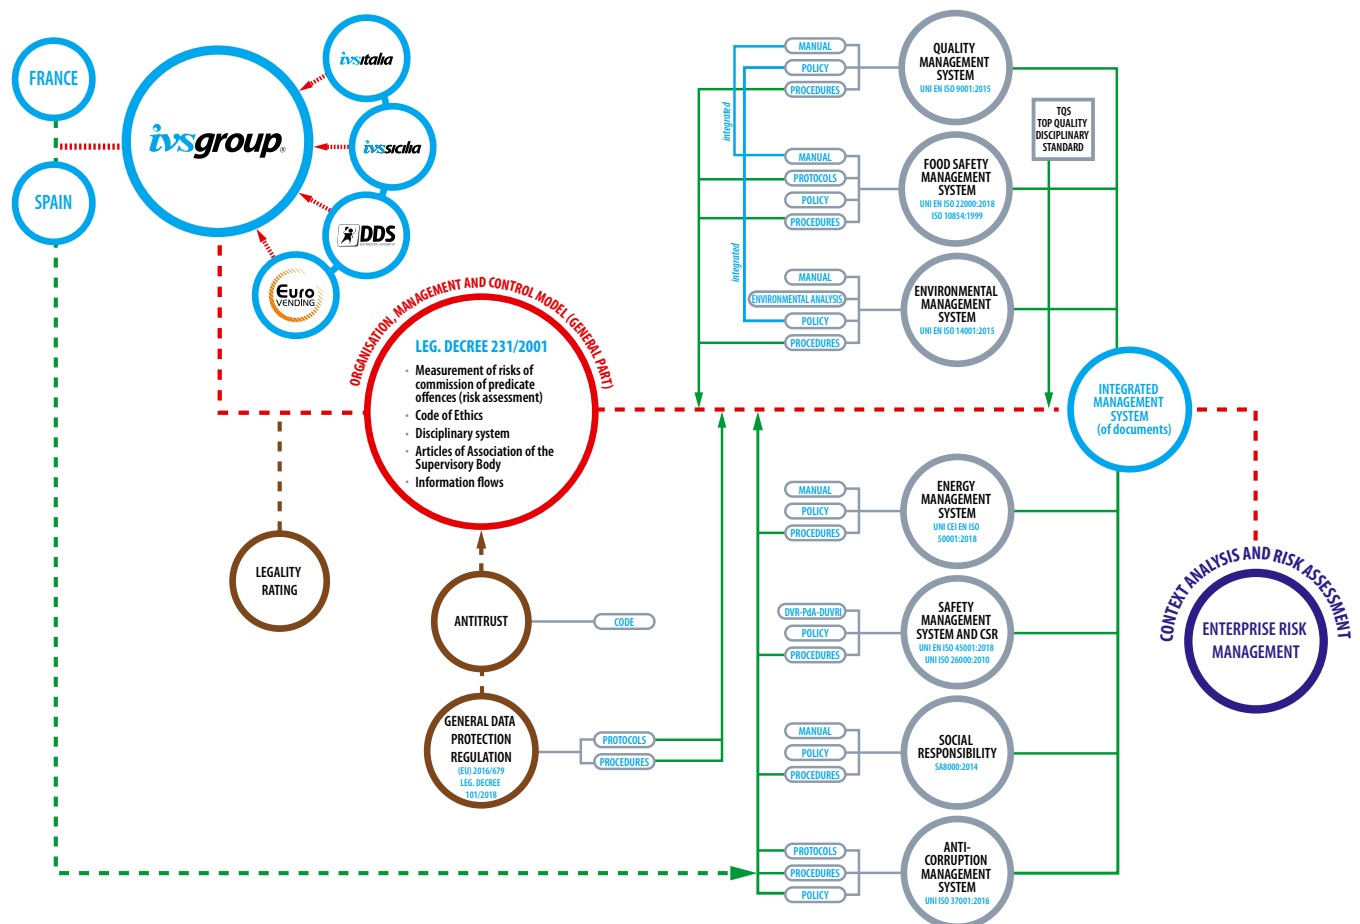 FRANCE
SPAIN
ivsgroup®
ivsitalia
ivssicilia
DDS
Euro
VENDING
ORGANISATION, MANAGEMENT AND CONTROL MODEL (GENERAL PART)
LEG. DECREE 231/2001
· Measurement of risks of
commission of predicate
offences (risk assessment)
· Code of Ethics
· Disciplinary system
· Articles of Association of the
Supervisory Body
· Information flows
LEGALITY
RATING
ANTITRUST
CODE
GENERAL DATA
PROTECTION
REGULATION
(EU) 2016/679
LEG. DECREE
101/2018
PROTOCOLS
PROCEDURES
integrated
integrated
MANUAL
POLICY
PROCEDURES
QUALITY
MANAGEMENT
SYSTEM
UNI EN ISO 9001:2015
TQS
TOP QUALITY
DISCIPLINARY
STANDARD
MANUAL
PROTOCOLS
POLICY
PROCEDURES
FOOD SAFETY
MANAGEMENT
SYSTEM
UNI EN ISO 22000:2018
ISO 10854:1999
MANUAL
ENVIRONMENTAL ANALYSIS
POLICY
PROCEDURES
ENVIRONMENTAL
MANAGEMENT
SYSTEM
UNI EN ISO 14001:2015
INTEGRATED
MANAGEMENT
SYSTEM
(of documents)
MANUAL
POLICY
PROCEDURES
ENERGY
MANAGEMENT
SYSTEM
UNI CEI EN ISO
50001:2018
DVR-PdA-DUVRI
POLICY
PROCEDURES
SAFETY
MANAGEMENT
SYSTEM AND CSR
UNI EN ISO 45001:2018
UNI ISO 26000:2010
MANUAL
POLICY
PROCEDURES
SOCIAL
RESPONSIBILITY
SA8000:2014
PROTOCOLS
PROCEDURES
POLICY
ANTI-
CORRUPTION
MANAGEMENT
SYSTEM
UNI ISO 37001:2016
CONTEXT ANALYSIS AND RISK ASSESSMENT
ENTERPRISE RISK
MANAGEMENT